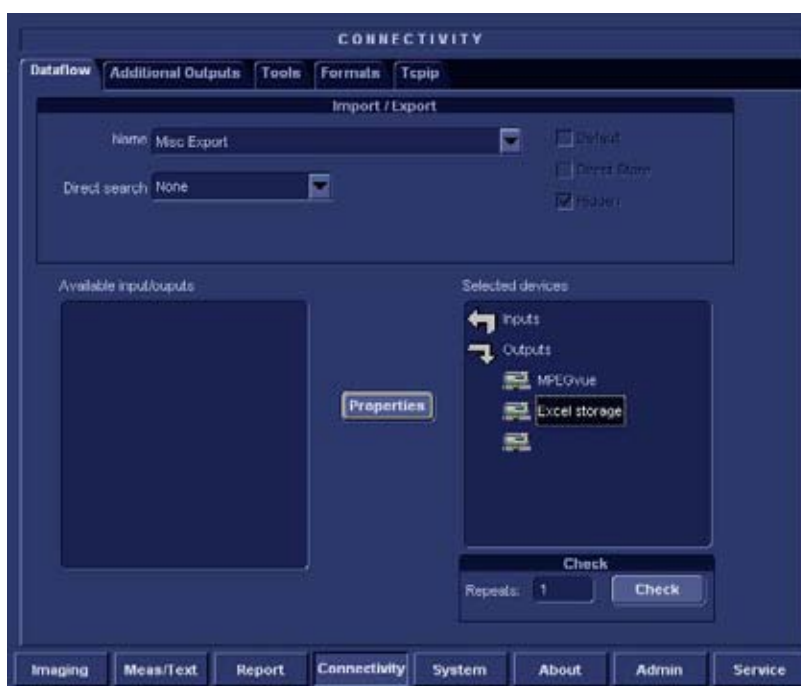 CONNECTIVITY
Dataflow Additional Outputs Tools Formats Tcpip
Import / Export
Name Misc Export Default
Direct Store
Direct search None Hidden
Available input/ouputs Selected devices
Inputs
Outputs
MPEGvue
Properties Excel storage
Check
Repeats: 1 Check
Imaging Meas/Text Report Connectivity System About Admin Service